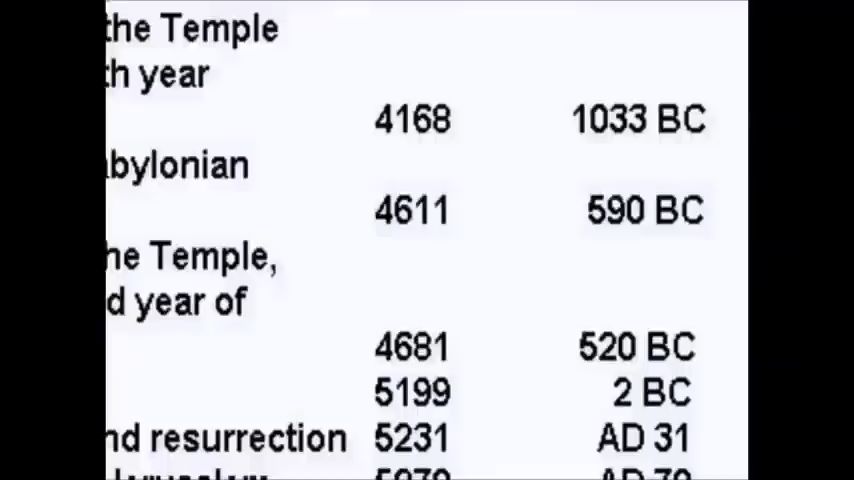 the Temple
th year
4168 1033 BC
abylonian
4611 590 BC
he Temple,
d year of
4681 520 BC
5199 2 BC
nd resurrection 5231 AD 31